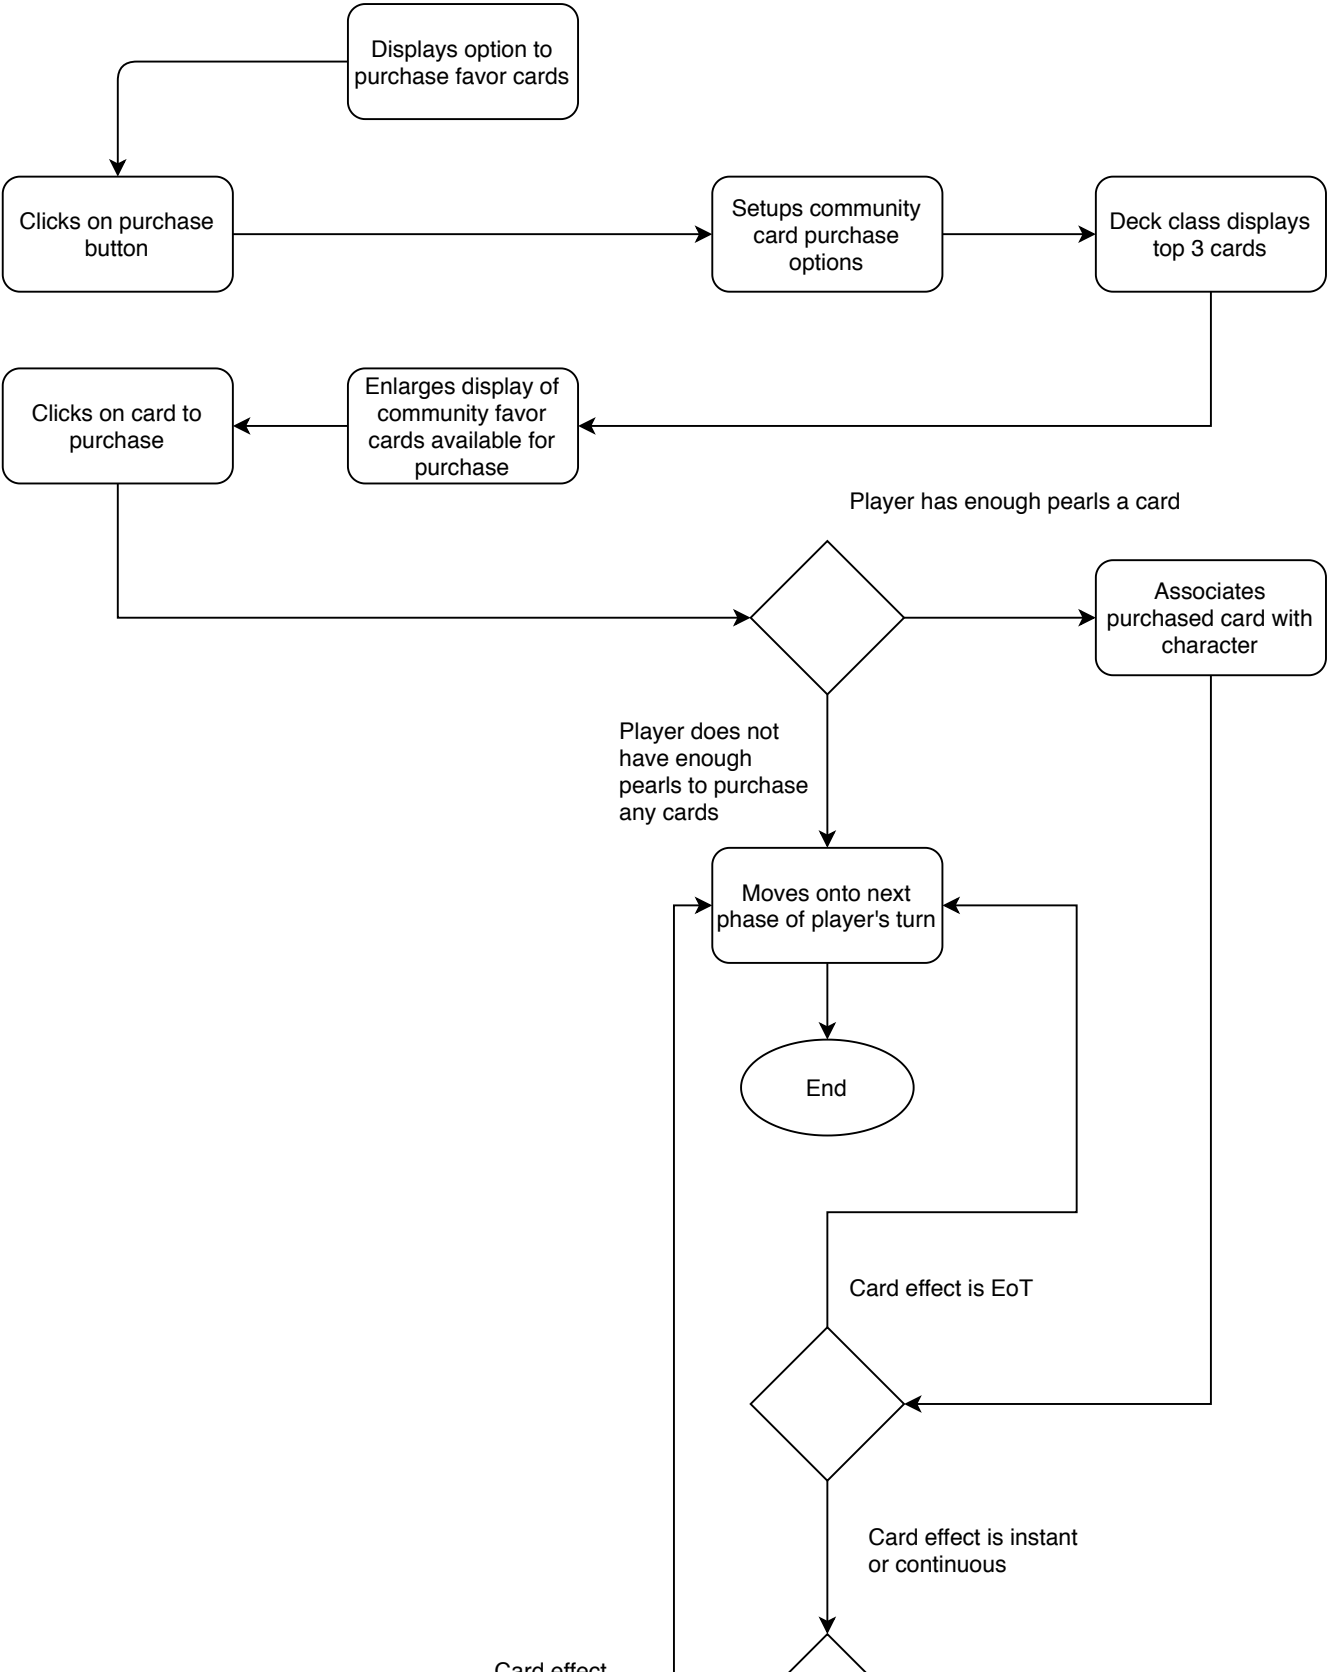 Displays option to
purchase favor cards
Clicks on purchase
button
Setups community
card purchase
options
Deck class displays
top 3 cards
Clicks on card to
purchase
Enlarges display of
community favor
cards available for
purchase
Player has enough pearls a card
Associates
purchased card with
character
Player does not
have enough
pearls to purchase
any cards
Moves onto next
phase of player's turn
End
Card effect is EoT
Card effect is instant
or continuous
Card effect